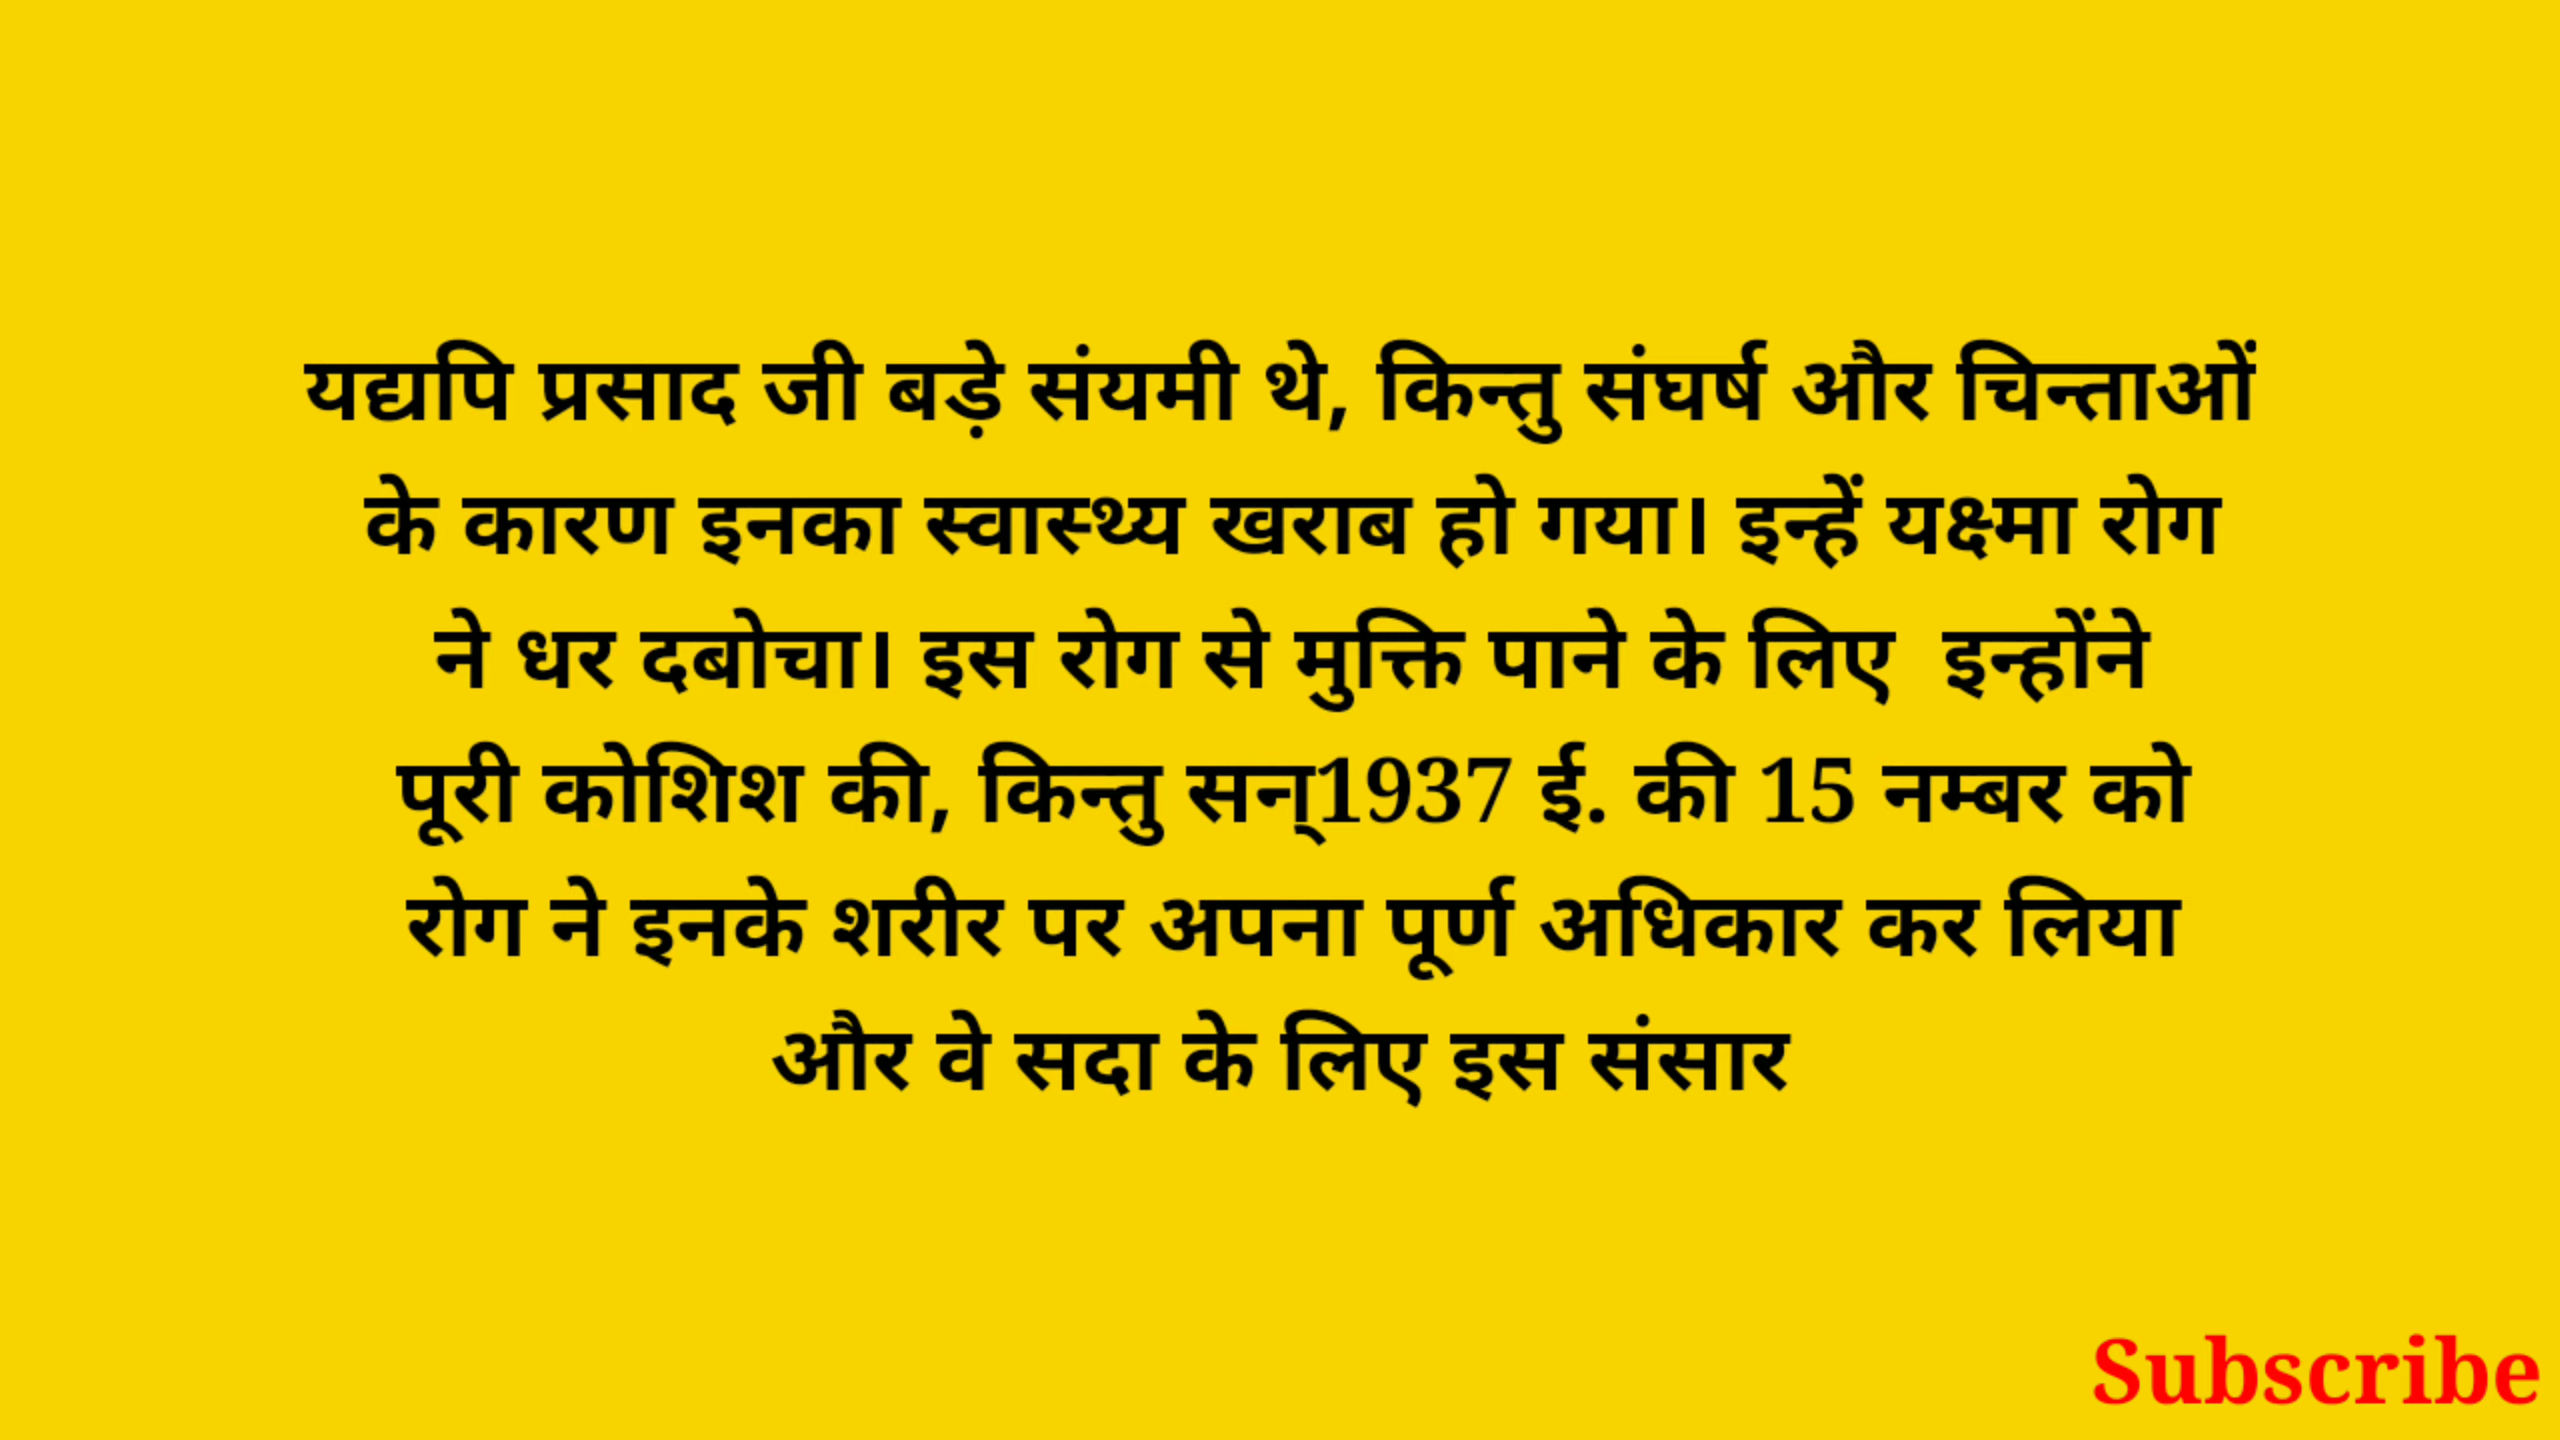 यद्यपि प्रसाद जी बड़े संयमी थे, किन्तु संघर्ष और चिन्ताओं
के कारण इनका स्वास्थ्य खराब हो गया। इन्हें यक्ष्मा रोग
ने धर दबोचा। इस रोग से मुक्ति पाने के लिए  इन्होंने
पूरी कोशिश की, किन्तु सन्1937 ई. की 15 नम्बर को
रोग ने इनके शरीर पर अपना पूर्ण अधिकार कर लिया
और वे सदा के लिए इस संसार
Subscribe